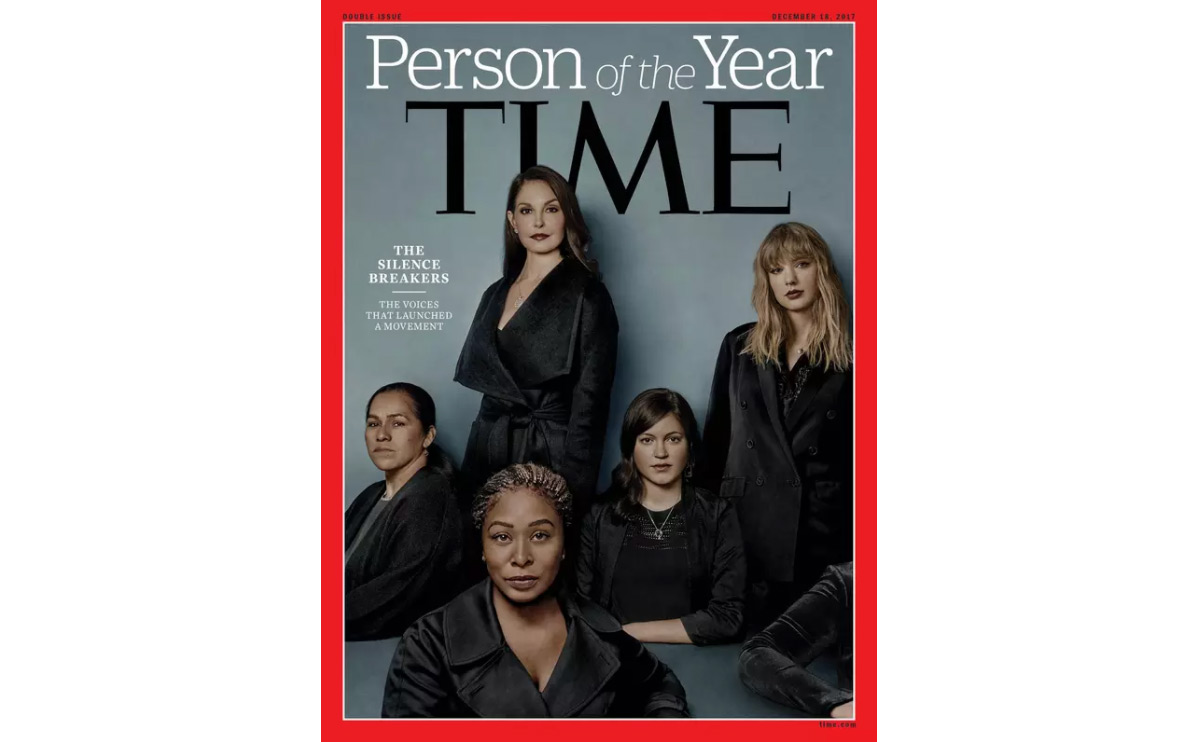 DOUBLE ISSUE
DECEMBER 18, 2017
Person of the Year
TIME
THE
SILENCE
BREAKERS
THE VOICES
THAT LAUNCHED
A MOVEMENT
time.com